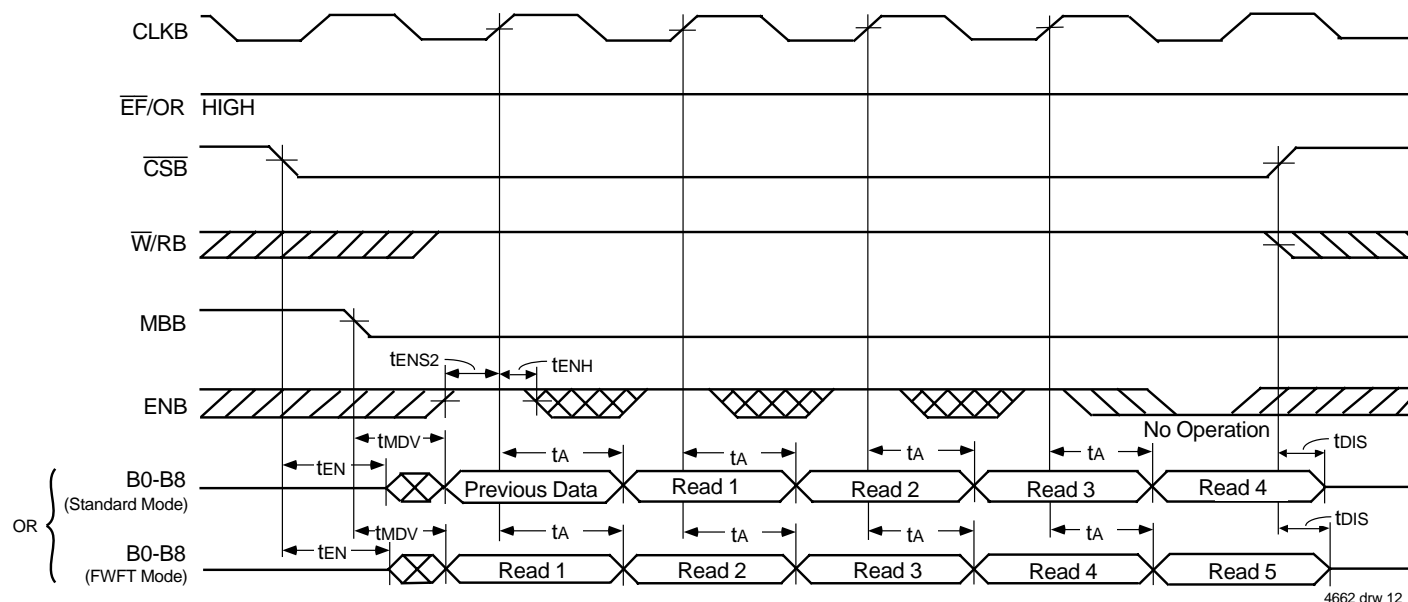 CLKB
EF/OR HIGH
CSB
W/RB
MBB
tENS2 tENH
ENB
No Operation
tMDV tDIS
tEN tA tA tA tA
B0-B8 Previous Data Read 1 Read 2 Read 3 Read 4
(Standard Mode)
OR
tMDV tA tA tA tA tDIS
tEN
B0-B8 Read 1 Read 2 Read 3 Read 4 Read 5
(FWFT Mode)
4662 drw 12